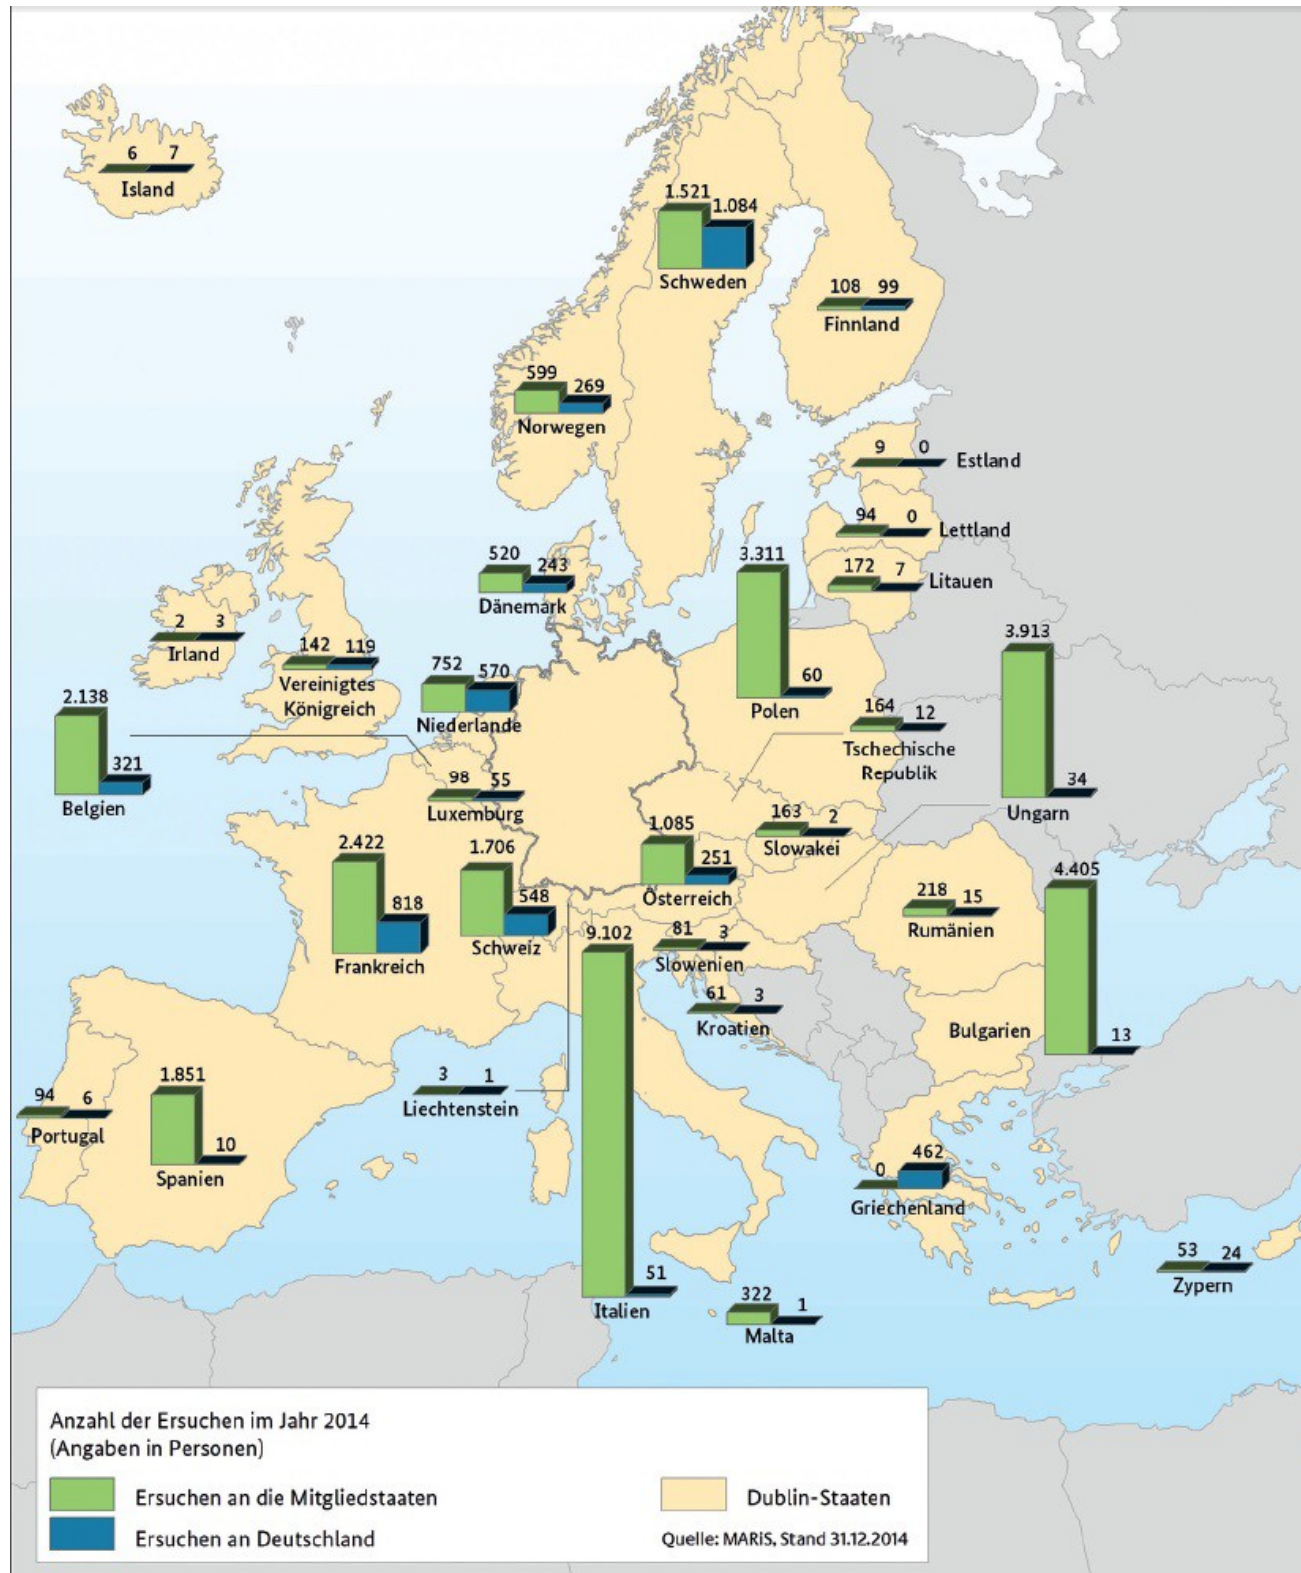 6 7
Island
1.521 1.084
Schweden
108 99
Finnland
599 269
Norwegen
9 0 Estland
94 0 Lettland
172 7 Litauen
520 243
Dänemark
3.311 60
Polen
2 3
Irland
142 119
Vereinigtes
Königreich
752 570
Niederlande
3.913 34
Ungarn
2.138 321
Belgien
164 12
Tschechische
Republik
98 55
Luxemburg
163 2
Slowakei
1.085 251
Österreich
2.422 818
Frankreich
1.706 548
Schweiz
218 15
Rumänien
4.405 13
Bulgarien
9.102 51
Italien
81 3
Slowenien
61 3
Kroatien
94 6
Portugal
1.851 10
Spanien
3 1
Liechtenstein
0 462
Griechenland
53 24
Zypern
322 1
Malta
Anzahl der Ersuchen im Jahr 2014
(Angaben in Personen)
Ersuchen an die Mitgliedstaaten
Ersuchen an Deutschland
Dublin-Staaten
Quelle: MARiS, Stand 31.12.2014